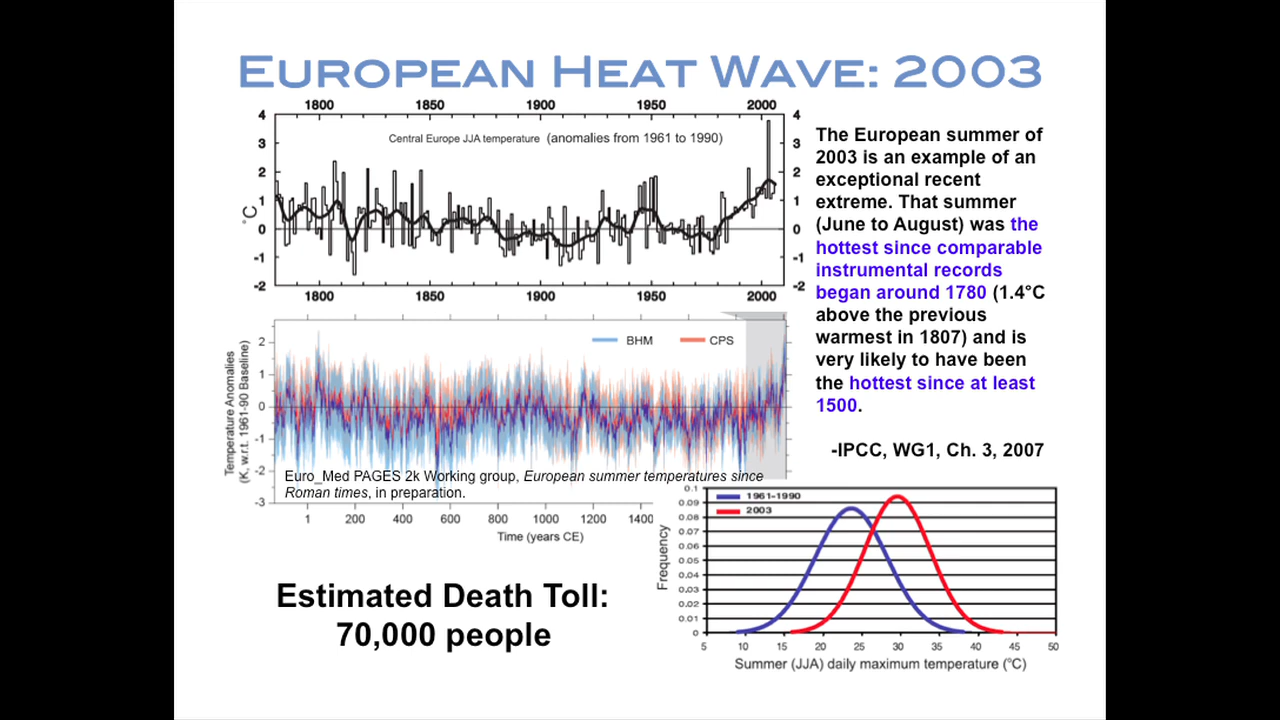 EUROPEAN HEAT WAVE: 2003
1800 1850 1900 1950 2000
Central Europe JJA temperature (anomalies from 1961 to 1990)
4 4
3 3
2 2
1 1
0 0
-1 -1
-2 -2
°C
1800 1850 1900 1950 2000
The European summer of
2003 is an example of an
exceptional recent
extreme. That summer
(June to August) was the
hottest since comparable
instrumental records
began around 1780 (1.4°C
above the previous
warmest in 1807) and is
very likely to have been
the hottest since at least
1500.
-IPCC, WG1, Ch. 3, 2007
BHM CPS
Temperature Anomalies
(K, w.r.t. 1961-90 Baseline)
2
1
0
-1
-2
-3
Euro_Med PAGES 2k Working group, European summer temperatures since
Roman times, in preparation.
1 200 400 600 800 1000 1200 1400
Time (years CE)
Estimated Death Toll:
70,000 people
1961-1990
2003
Frequency
0.1
0.09
0.08
0.07
0.06
0.05
0.04
0.03
0.02
0.01
0
5 10 15 20 25 30 35 40 45 50
Summer (JJA) daily maximum temperature (°C)